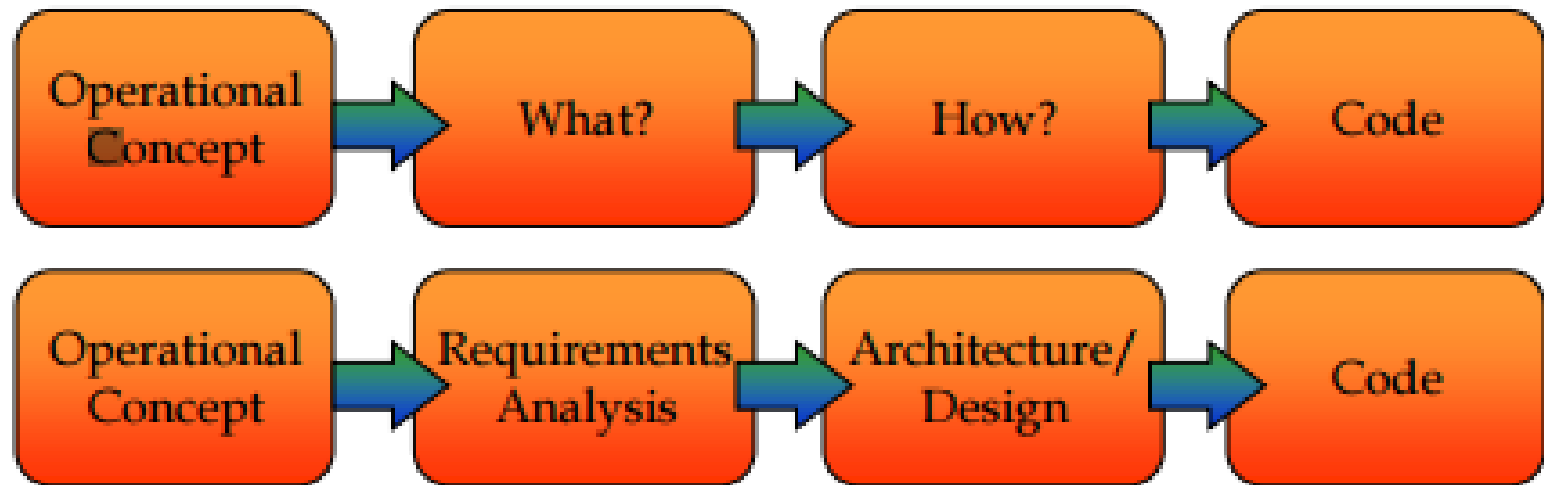 Operational
Concept
What?
How?
Code
Operational
Concept
Requirements
Analysis
Architecture/
Design
Code